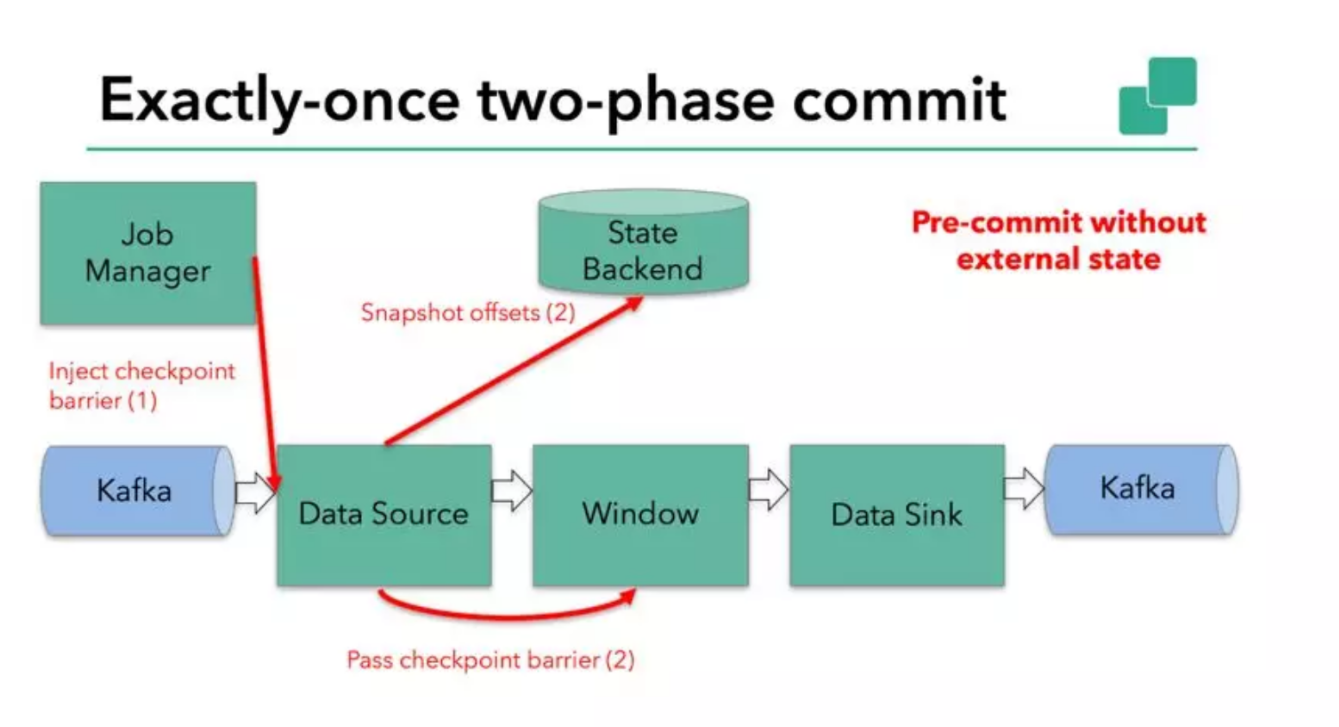 Exactly-once two-phase commit
Job
Manager
State
Backend
Pre-commit without
external state
Snapshot offsets (2)
Inject checkpoint
barrier (1)
Kafka
Data Source
Window
Data Sink
Kafka
Pass checkpoint barrier (2)